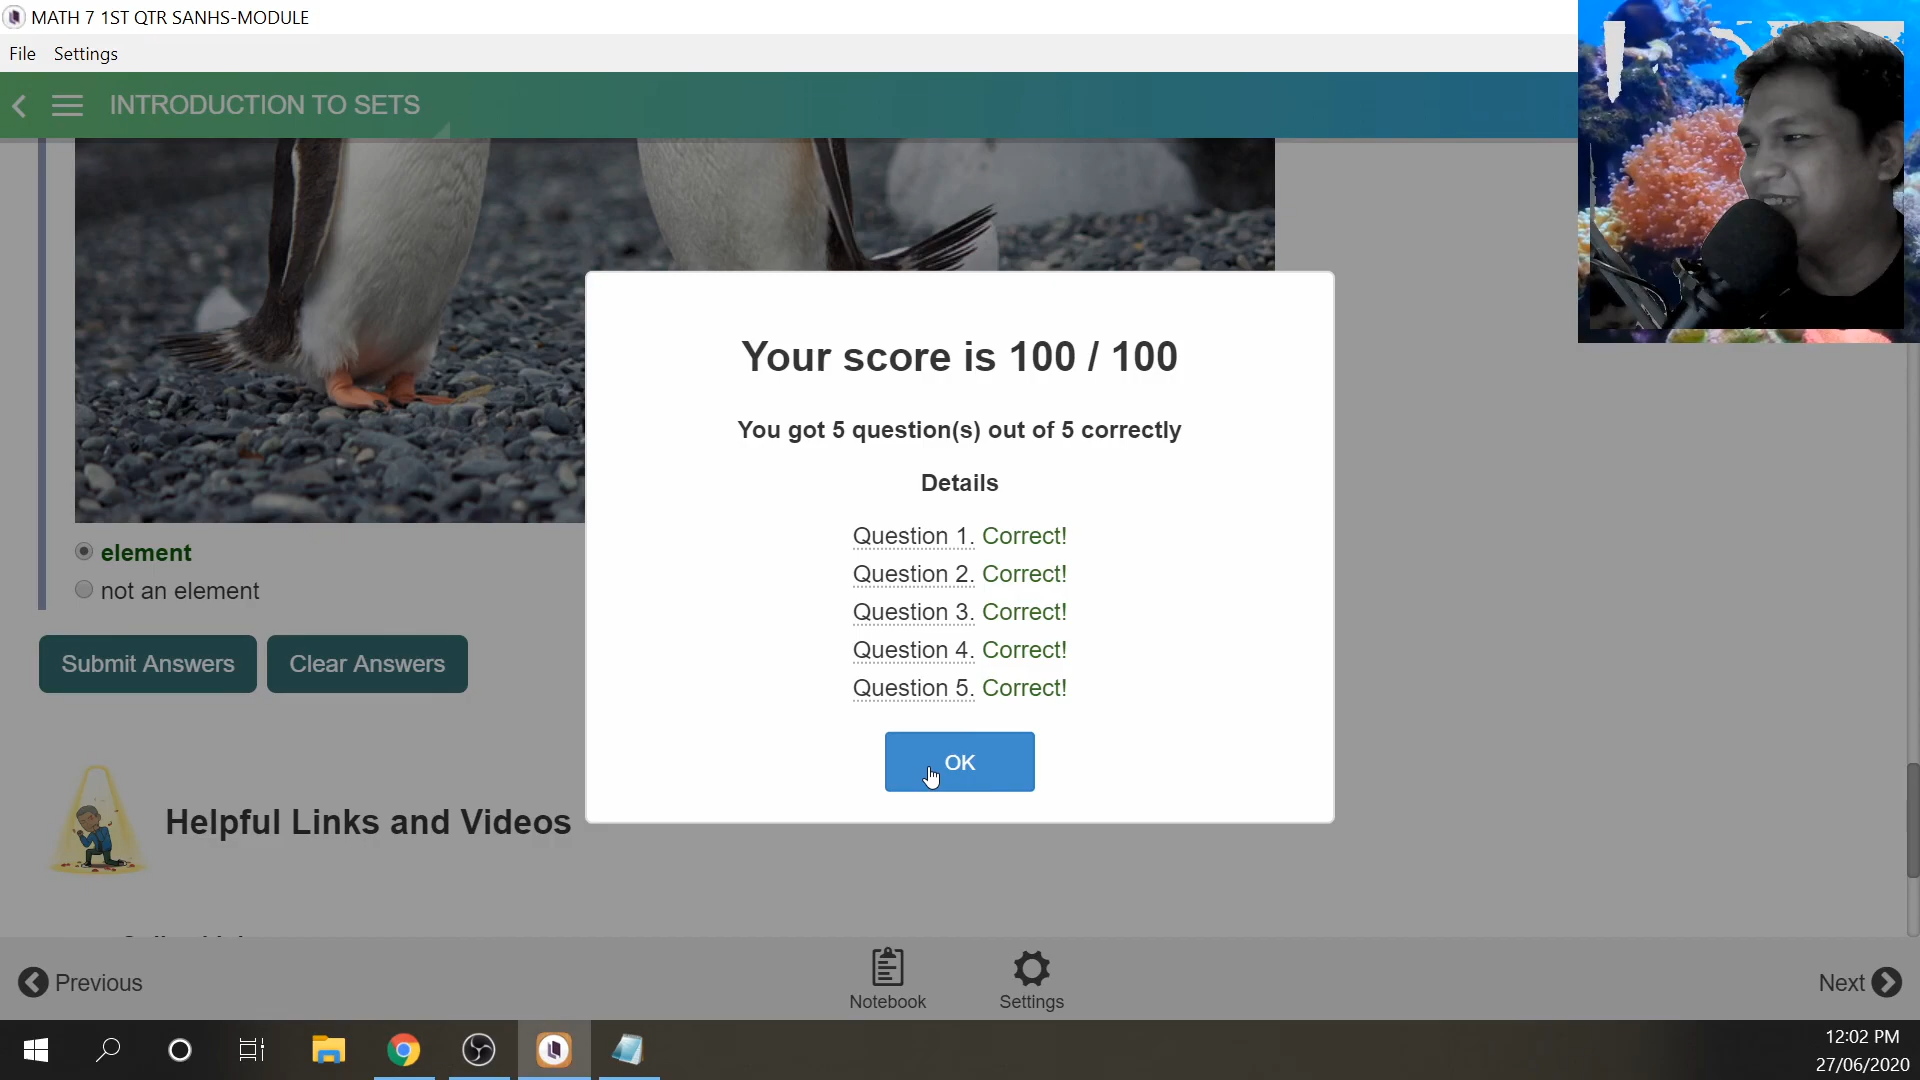 MATH 7 1ST QTR SANHS-MODULE
File Settings
INTRODUCTION TO SETS
Your score is 100 / 100
You got 5 question(s) out of 5 correctly
Details
Question 1. Correct!
Question 2. Correct!
Question 3. Correct!
Question 4. Correct!
Question 5. Correct!
OK
element
not an element
Submit Answers Clear Answers
Helpful Links and Videos
Previous
Notebook
Settings
Next
12:02 PM
27/06/2020